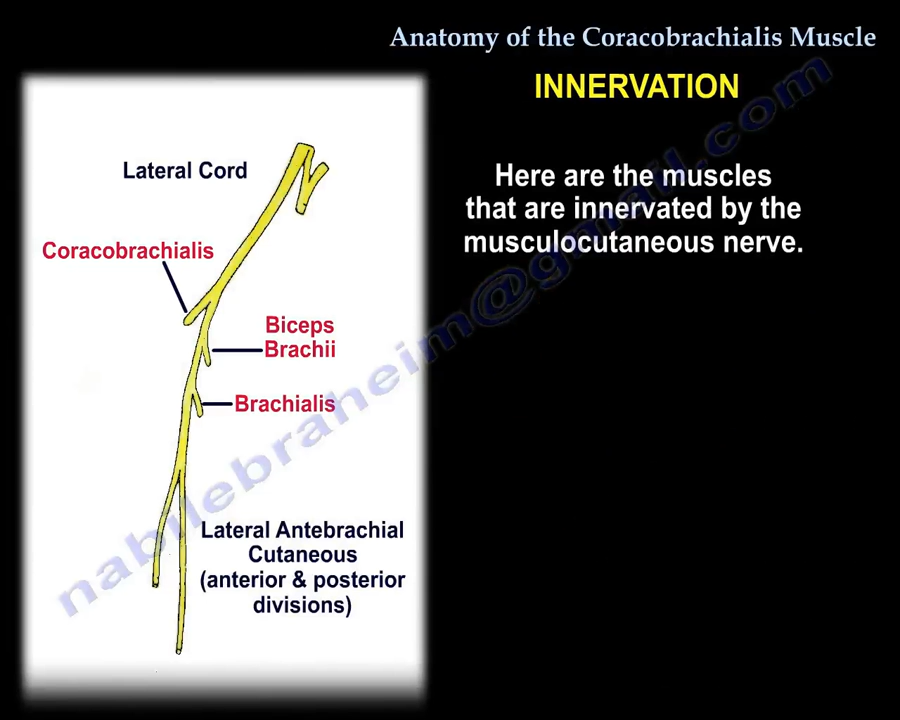 Anatomy of the Coracobrachialis Muscle
INNERVATION
Here are the muscles
that are innervated by the
musculocutaneous nerve.
Lateral Cord
Coracobrachialis
Biceps
Brachii
Brachialis
Lateral Antebrachial
Cutaneous
(anterior & posterior
divisions)
nabilebraheim@gmail.com